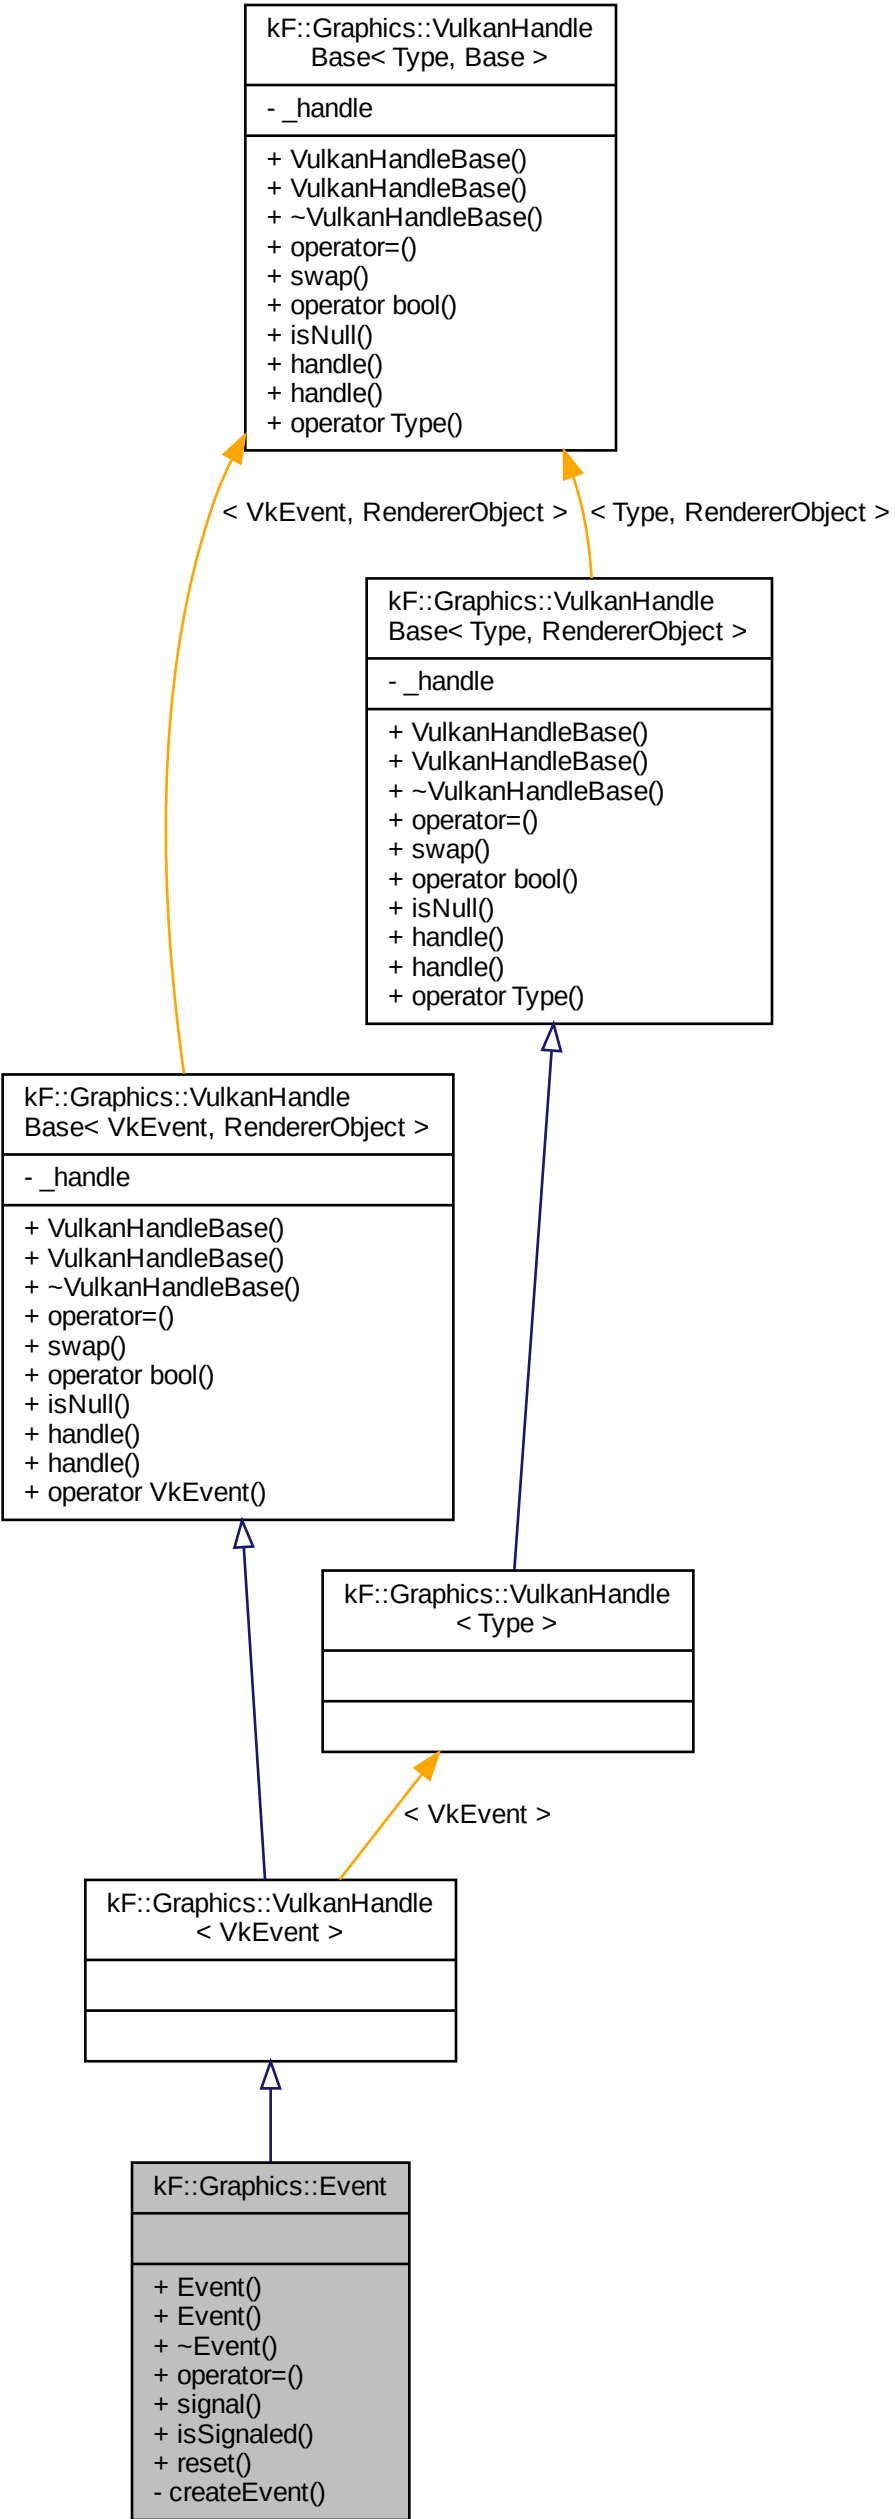 kF::Graphics::VulkanHandle
Base< Type, Base >
- _handle
+ VulkanHandleBase()
+ VulkanHandleBase()
+ ~VulkanHandleBase()
+ operator=()
+ swap()
+ operator bool()
+ isNull()
+ handle()
+ handle()
+ operator Type()
< VkEvent, RendererObject >
< Type, RendererObject >
kF::Graphics::VulkanHandle
Base< Type, RendererObject >
- _handle
+ VulkanHandleBase()
+ VulkanHandleBase()
+ ~VulkanHandleBase()
+ operator=()
+ swap()
+ operator bool()
+ isNull()
+ handle()
+ handle()
+ operator Type()
kF::Graphics::VulkanHandle
Base< VkEvent, RendererObject >
- _handle
+ VulkanHandleBase()
+ VulkanHandleBase()
+ ~VulkanHandleBase()
+ operator=()
+ swap()
+ operator bool()
+ isNull()
+ handle()
+ handle()
+ operator VkEvent()
kF::Graphics::VulkanHandle
< Type >
< VkEvent >
kF::Graphics::VulkanHandle
< VkEvent >
kF::Graphics::Event
+ Event()
+ Event()
+ ~Event()
+ operator=()
+ signal()
+ isSignaled()
+ reset()
- createEvent()